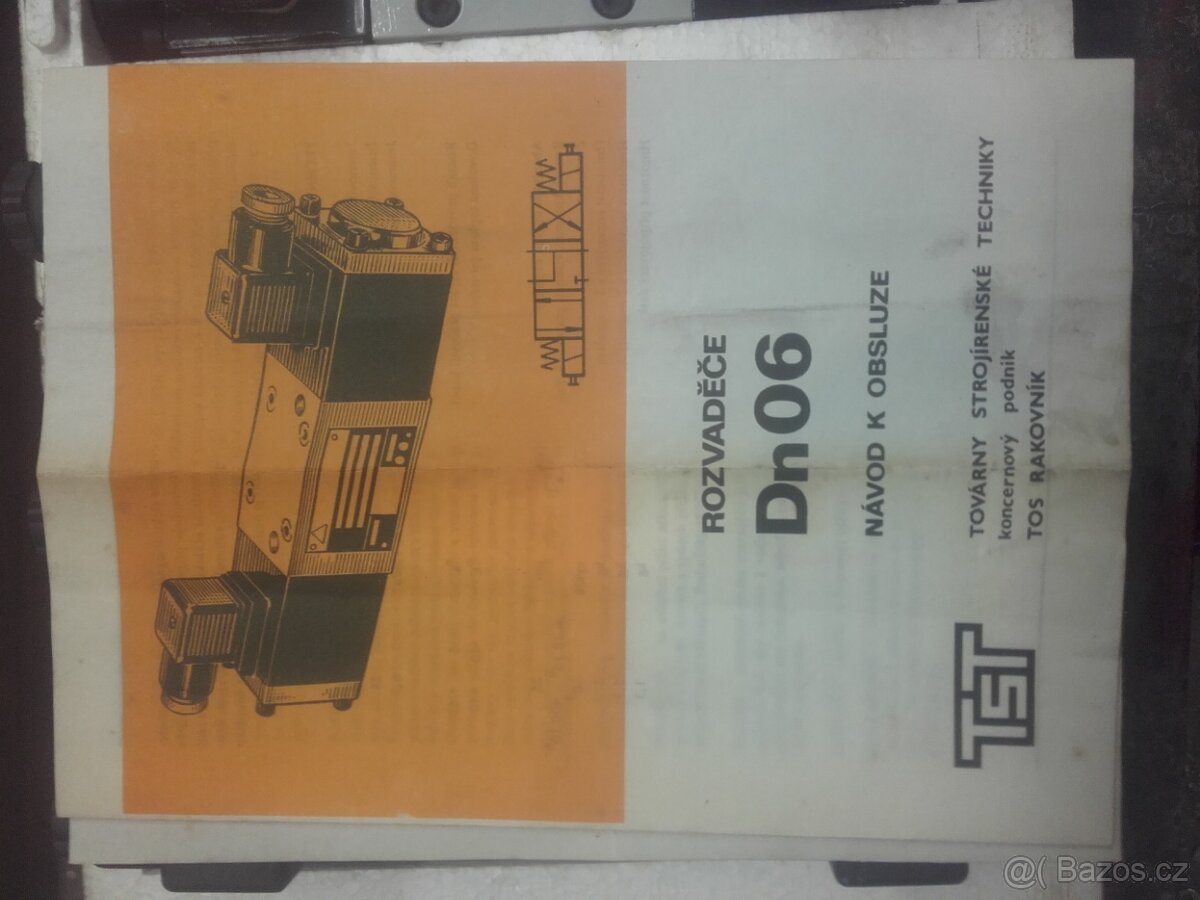 ROZVADĚČE
Dn 06
NÁVOD K OBSLUZE
TST
TOVÁRNY STROJÍRENSKÉ TECHNIKY
koncernový podnik
TOS RAKOVNÍK
@( Bazos.cz